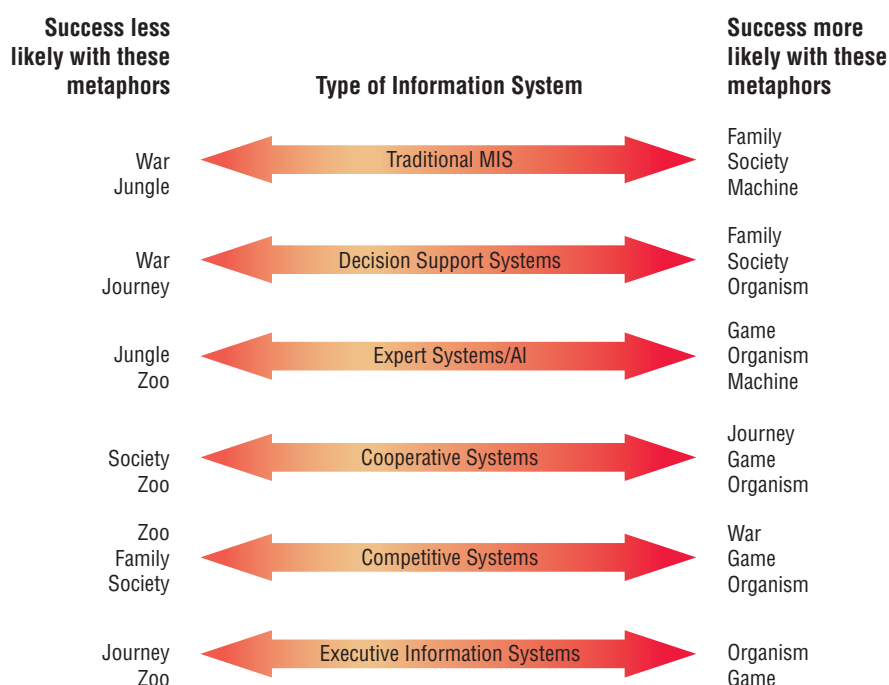 Success less
likely with these
metaphors
Type of Information System
Success more
likely with these
metaphors
War
Jungle
Traditional MIS
Family
Society
Machine
War
Journey
Decision Support Systems
Family
Society
Organism
Jungle
Zoo
Expert Systems/AI
Game
Organism
Machine
Society
Zoo
Cooperative Systems
Journey
Game
Organism
Zoo
Family
Society
Competitive Systems
War
Game
Organism
Journey
Zoo
Executive Information Systems
Organism
Game